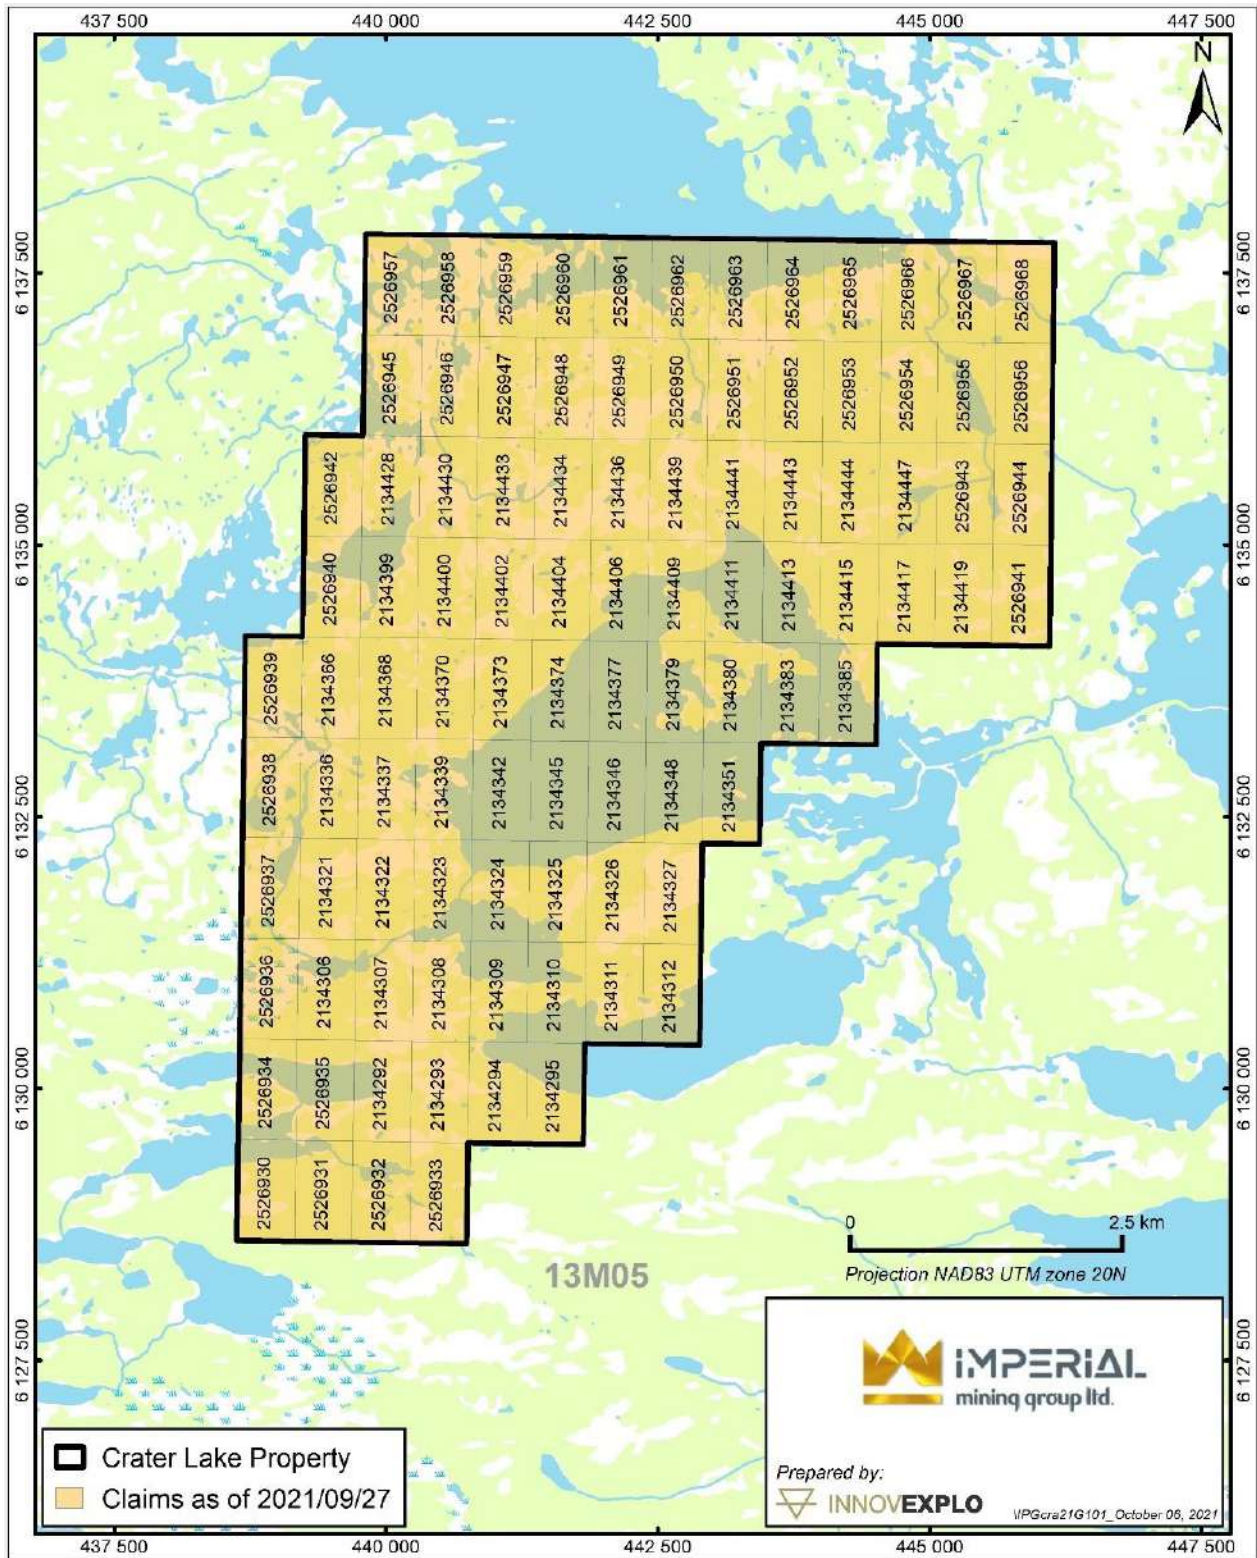 437 500 440 000 442 500 445 000 447 500
N
6 137 500
6 137 500
2526957 2526958 2526959 2526960 2526961 2526962 2526963 2526964 2526965 2526966 2526967 2526968
2526945 2526946 2526947 2526948 2526949 2526950 2526951 2526952 2526953 2526954 2526955 2526956
2526942 2134428 2134430 2134433 2134434 2134436 2134439 2134441 2134443 2134444 2134447 2526943 2526944
6 135 000
6 135 000
2526940 2134399 2134400 2134402 2134404 2134406 2134409 2134411 2134413 2134415 2134417 2134419 2526941
2526939 2134366 2134368 2134370 2134373 2134374 2134377 2134379 2134380 2134383 2134385
2526938 2134336 2134337 2134339 2134342 2134345 2134346 2134348 2134351
6 132 500
6 132 500
2526937 2134321 2134322 2134323 2134324 2134325 2134326 2134327
2526936 2134306 2134307 2134308 2134309 2134310 2134311 2134312
2526934 2526935 2134292 2134293 2134294 2134295
6 130 000
6 130 000
2526930 2526931 2526932 2526933
0 2.5 km
Projection NAD83 UTM zone 20N
13M05
6 127 500
6 127 500
IMPERIAL
mining group ltd.
Crater Lake Property
Claims as of 2021/09/27
Prepared by:
INNOVEXPLO
\IPGcra21G101_October 06, 2021
437 500 440 000 442 500 445 000 447 500